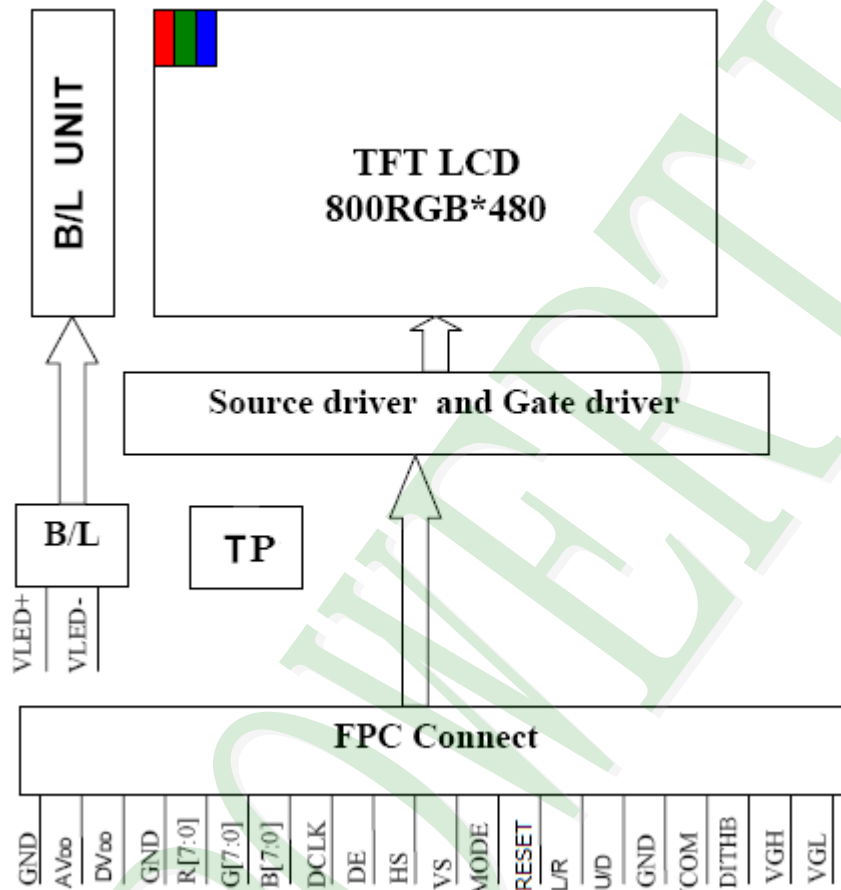 B/L UNIT
TFT LCD
800RGB*480
Source driver and Gate driver
B/L
TP
VLED+
VLED-
FPC Connect
GND
AVDD
DVDD
GND
R[7:0]
G[7:0]
B[7:0]
DCLK
DE
HS
VS
MODE
RESET
L/R
U/D
GND
COM
DITHB
VGH
VGL